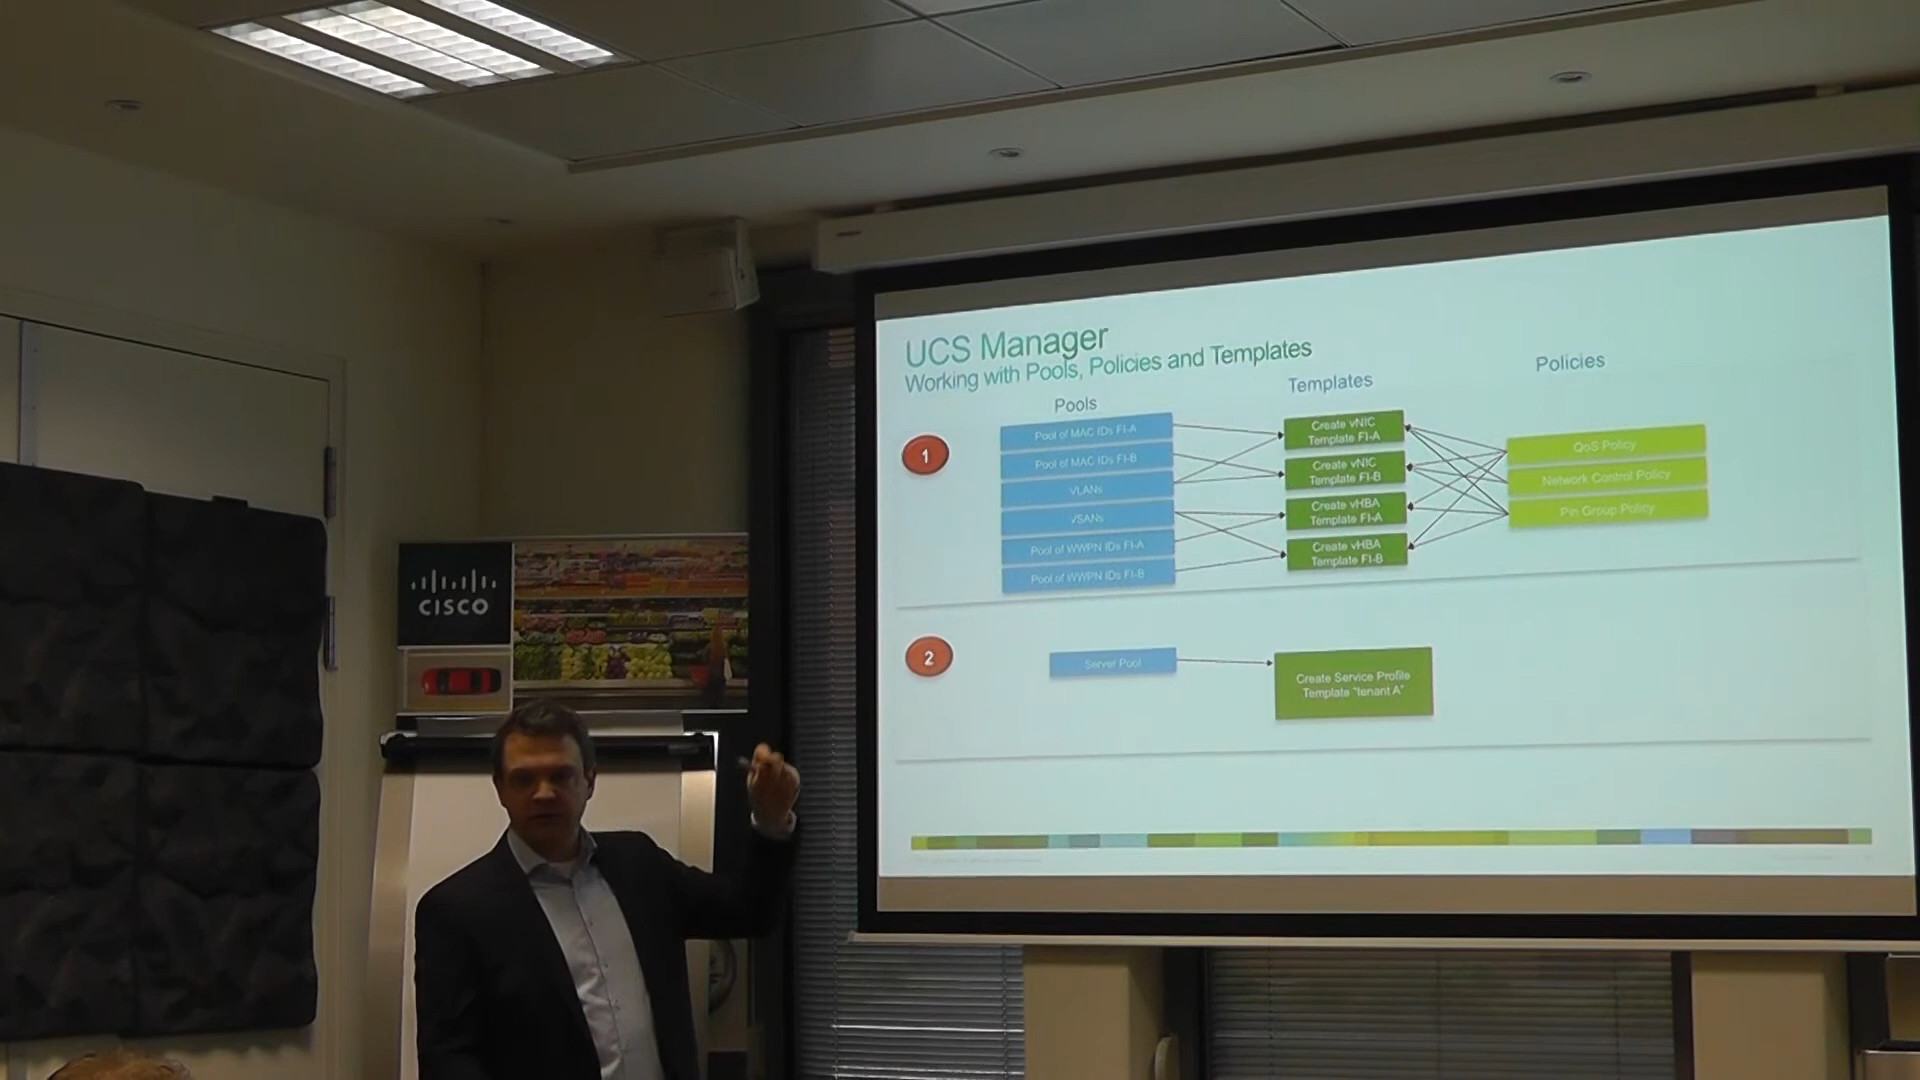 UCS Manager
Working with Pools, Policies and Templates
Pools
Templates
Policies
1
Pool of MAC IDs FI-A
Pool of MAC IDs FI-B
VLANs
VSANs
Pool of WWPN IDs FI-A
Pool of WWPN IDs FI-B
Create vNIC
Template FI-A
Create vNIC
Template FI-B
Create vHBA
Template FI-A
Create vHBA
Template FI-B
QoS Policy
Network Control Policy
Pin Group Policy
2
Server Pool
Create Service Profile
Template "tenant A"
CISCO